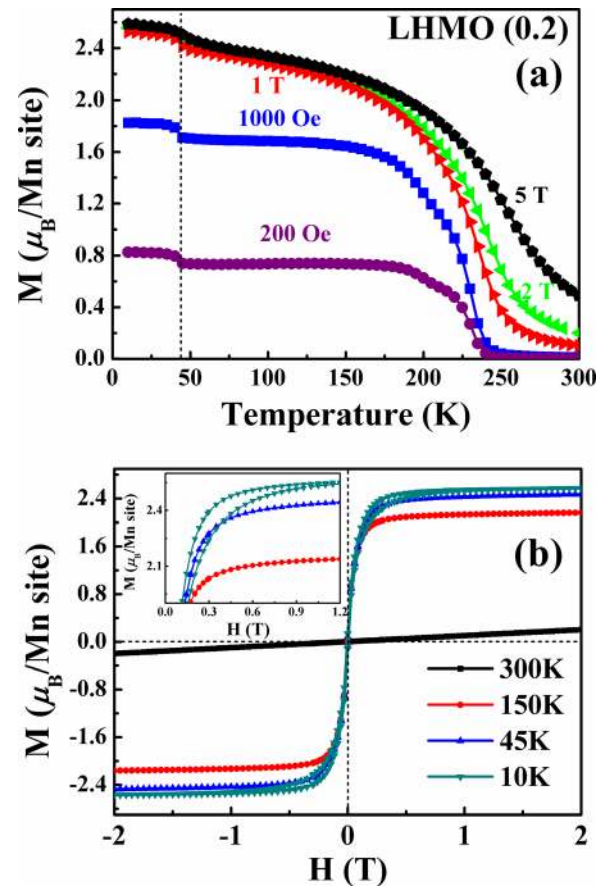 LHMO (0.2)
(a)
M (μB/Mn site)
2.4
2.0
1.6
1.2
0.8
0.4
0.0
1 T
1000 Oe
200 Oe
5 T
2 T
0 50 100 150 200 250 300
Temperature (K)
(b)
M (μB/Mn site)
2.4
1.6
0.8
0.0
-0.8
-1.6
-2.4
M (μB/Mn site)
2.4
2.1
0.3 0.6 0.9 1.2
H (T)
300K
150K
45K
10K
-2 -1 0 1 2
H (T)